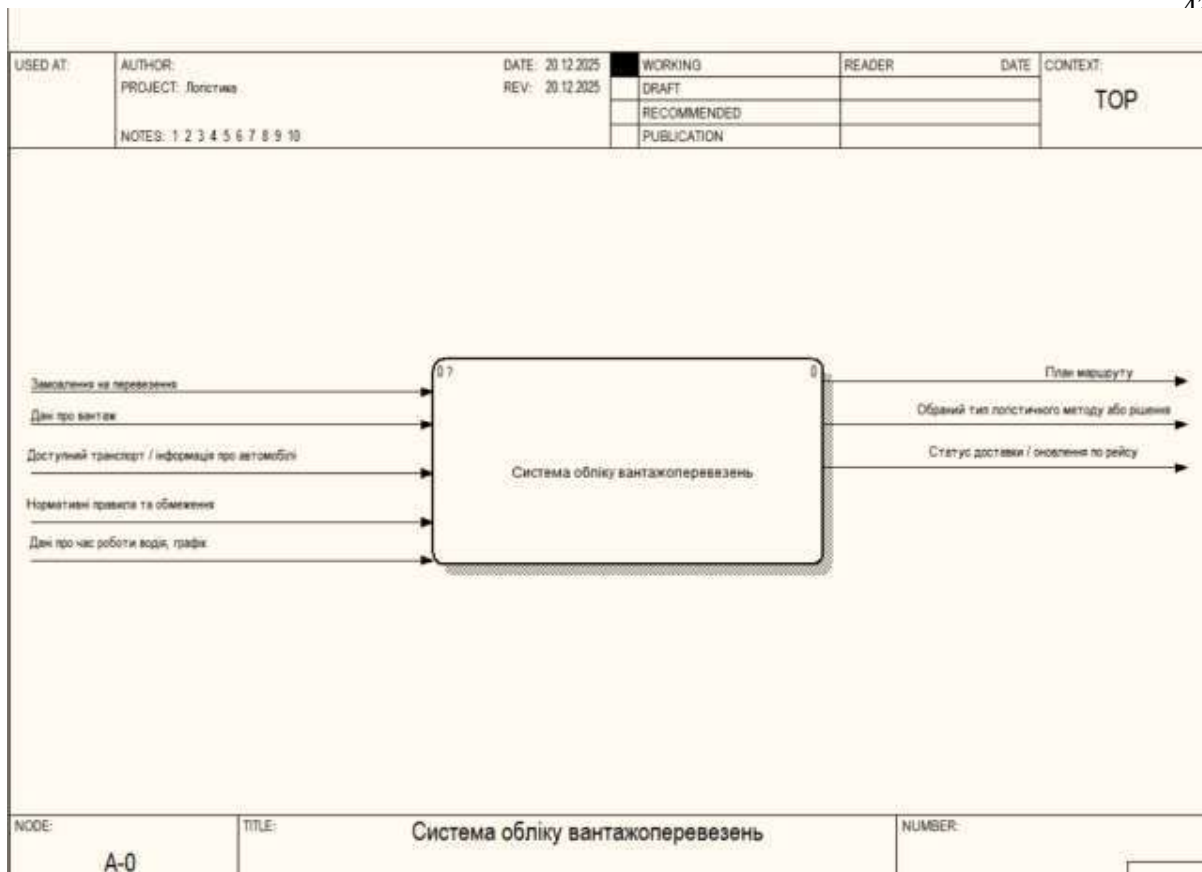 USED AT:
AUTHOR:
DATE: 20.12.2025
WORKING
READER
DATE
CONTEXT:
PROJECT: Логістика
REV: 20.12.2025
DRAFT
TOP
RECOMMENDED
NOTES: 1 2 3 4 5 6 7 8 9 10
PUBLICATION
Замовлення на перевезення
Дані про вантаж
Доступний транспорт / інформація про автомобілі
Нормативні правила та обмеження
Дані про час роботи водія, графік
0 ?
0
Система обліку вантажоперевезень
План маршруту
Обраний тип логістичного методу або рішення
Статус доставки / оновлення по рейсу
NODE:
TITLE:
Система обліку вантажоперевезень
NUMBER:
A-0